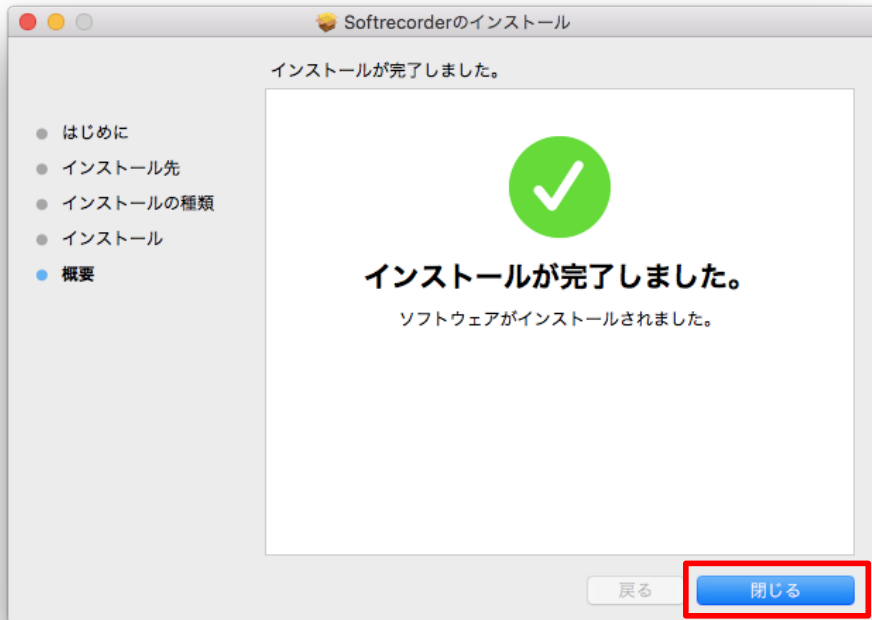 Softrecorderのインストール
インストールが完了しました。
はじめに
インストール先
インストールの種類
インストール
概要
インストールが完了しました。
ソフトウェアがインストールされました。
戻る
閉じる